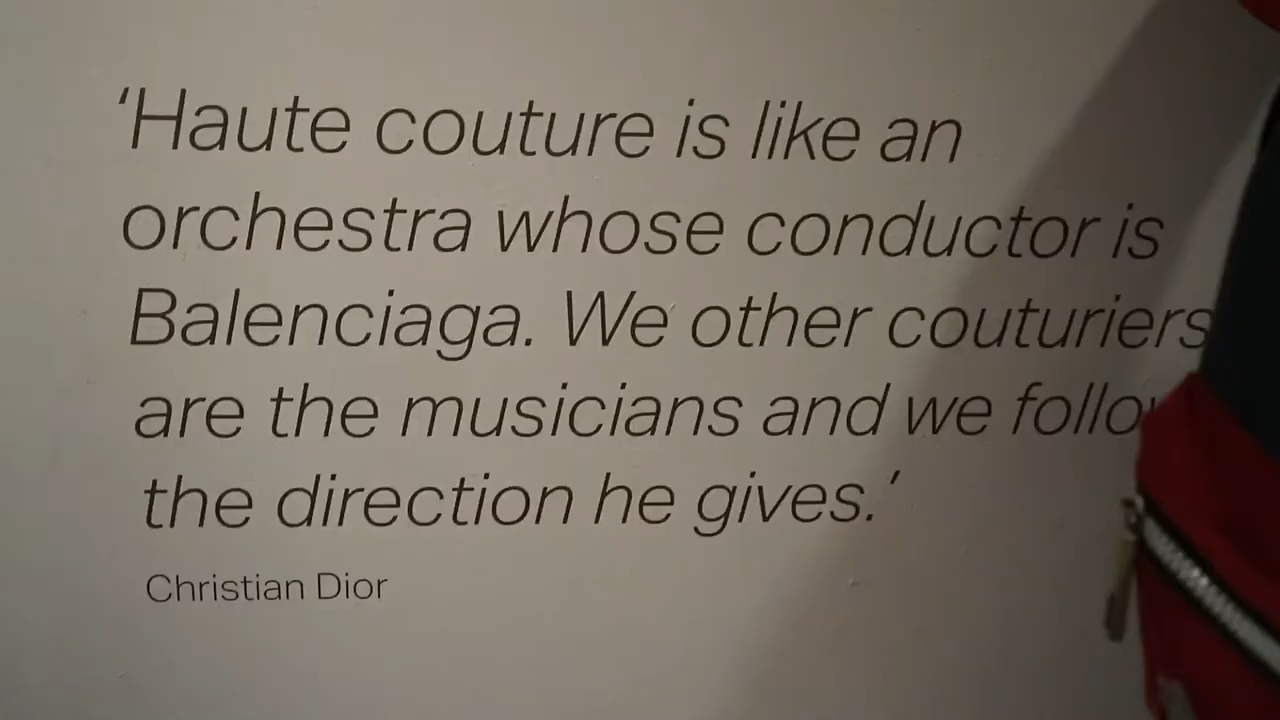 ‘Haute couture is like an
orchestra whose conductor is
Balenciaga. We other couturiers
are the musicians and we follo
the direction he gives.’
Christian Dior